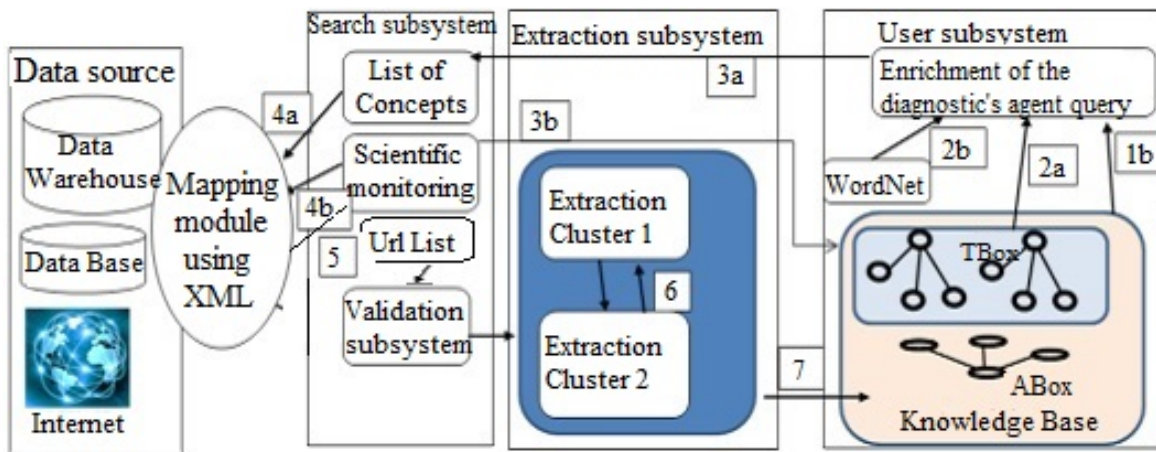 Data source
Data
Warehouse
Data Base
Internet
Mapping
module
using
XML
Search subsystem
List of
Concepts
4a
Scientific
monitoring
4b
5
Url List
Validation
subsystem
Extraction subsystem
3a
3b
Extraction
Cluster 1
6
Extraction
Cluster 2
7
User subsystem
Enrichment of the
diagnostic's agent query
2b
2a
1b
WordNet
TBox
ABox
Knowledge Base